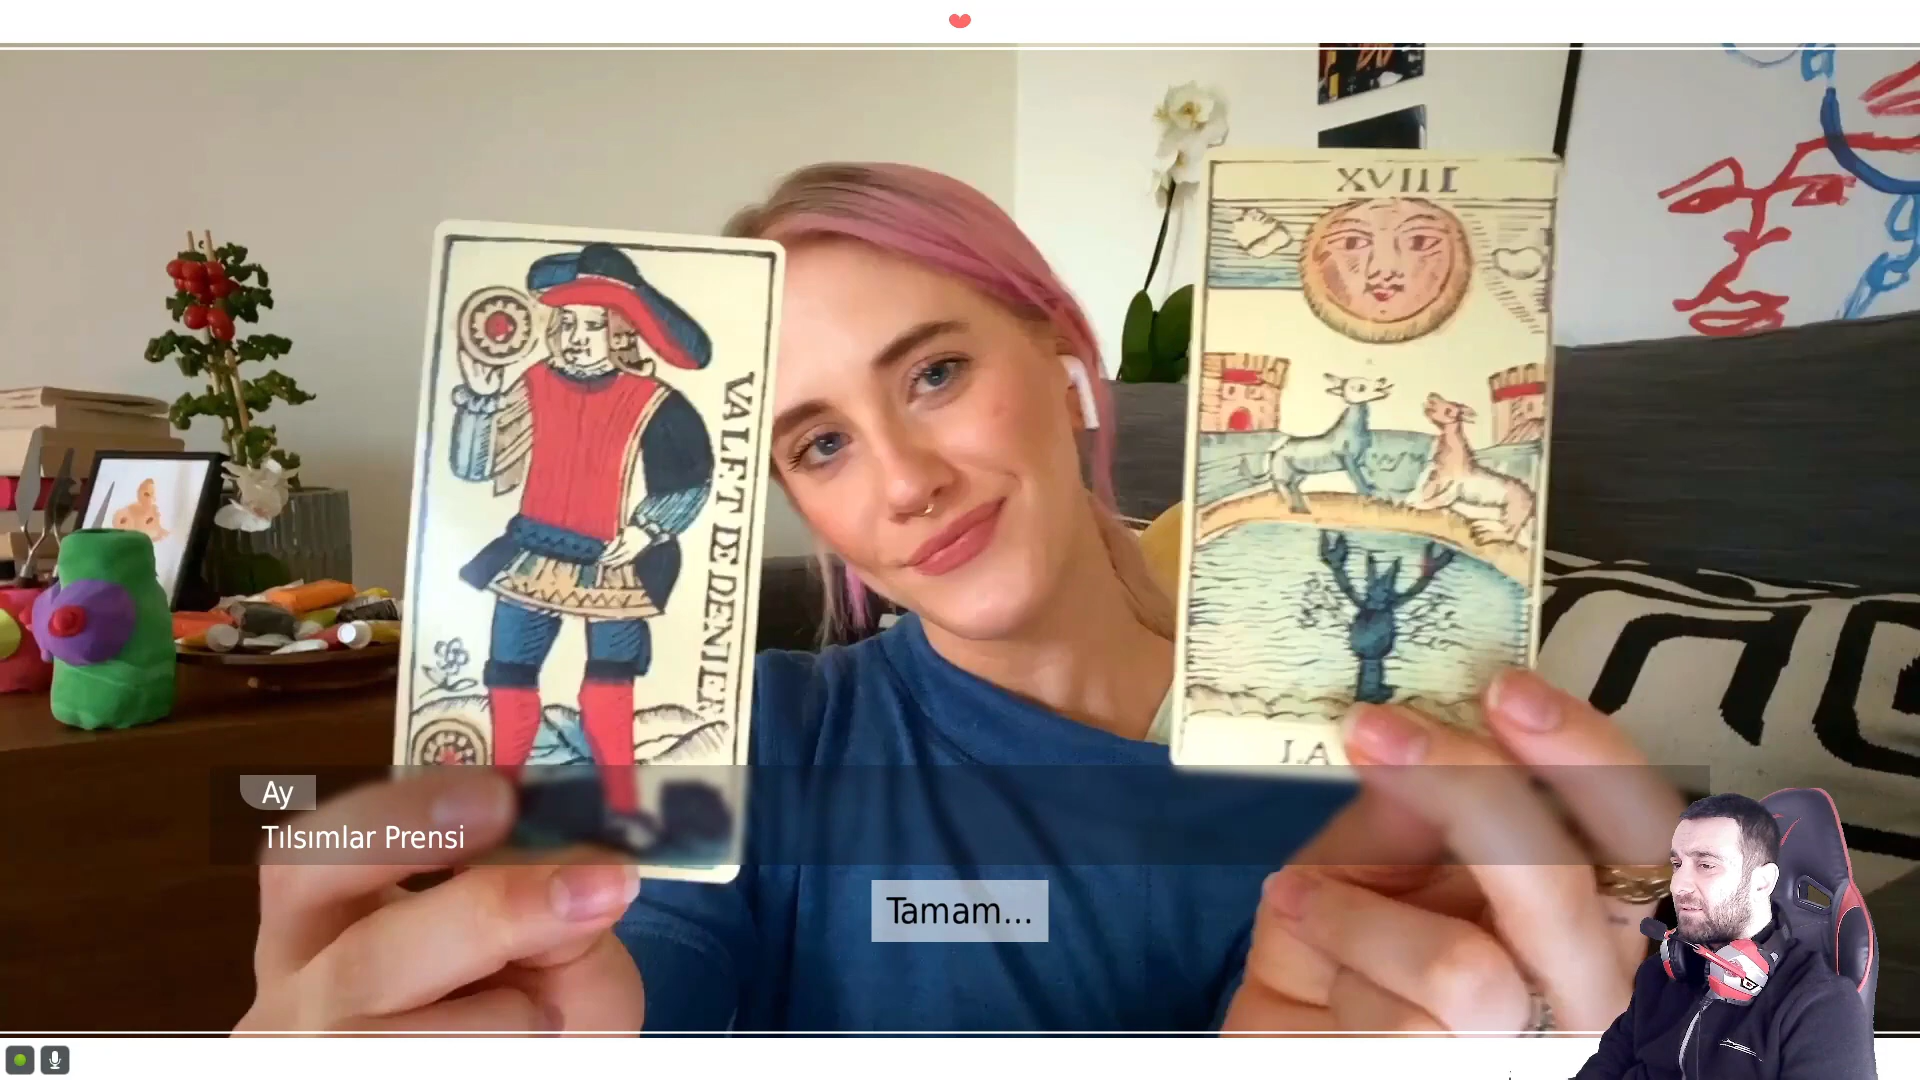 XVIII
VALET DE DENIER
LA
Ay
Tılsımlar Prensi
Tamam...